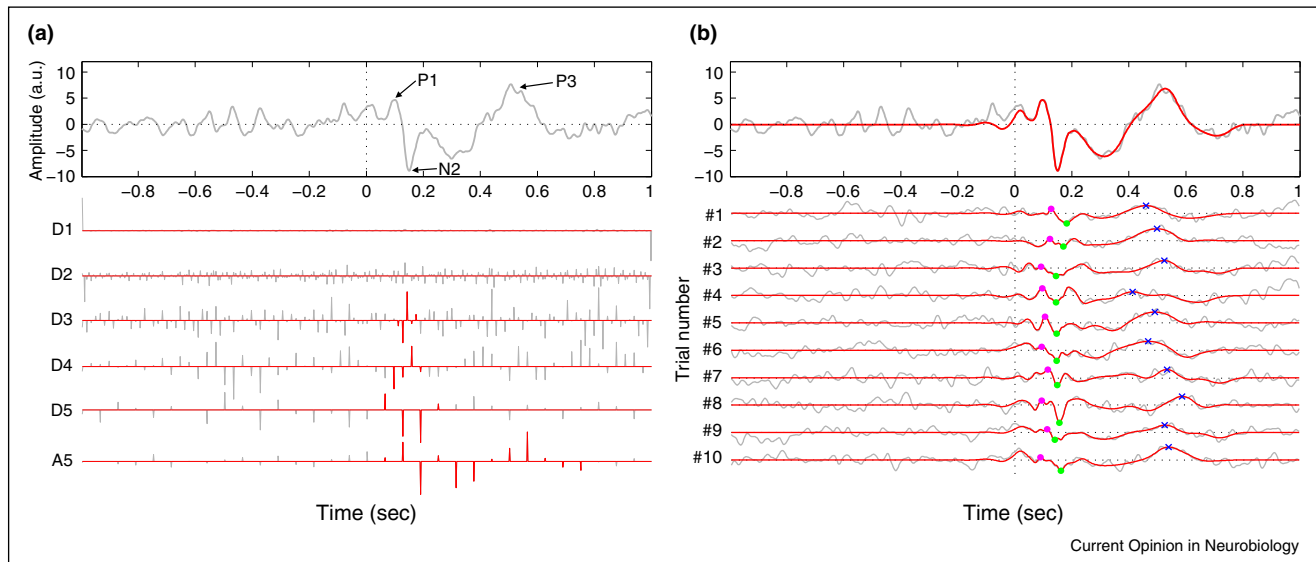 (a)
Amplitude (a.u.)
10
5
0
−5
−10
P1
P3
N2
−0.8 −0.6 −0.4 −0.2 0 0.2 0.4 0.6 0.8 1
D1
D2
D3
D4
D5
A5
Time (sec)
(b)
10
5
0
−5
−10
−0.8 −0.6 −0.4 −0.2 0 0.2 0.4 0.6 0.8 1
Trial number
#1
#2
#3
#4
#5
#6
#7
#8
#9
#10
Time (sec)
Current Opinion in Neurobiology